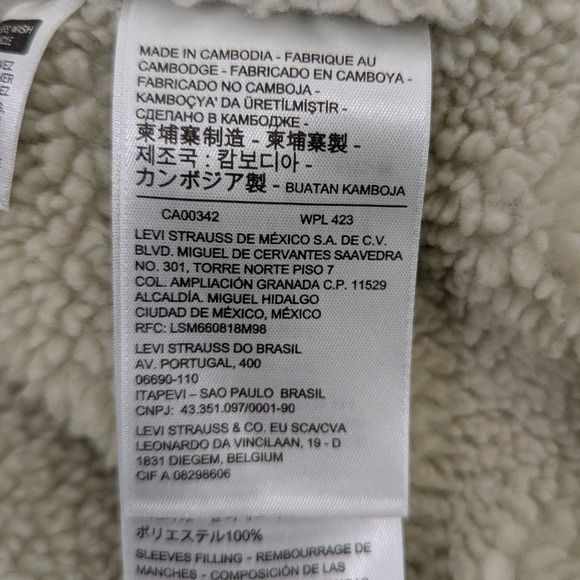 MADE IN CAMBODIA - FABRIQUE AU
CAMBODGE - FABRICADO EN CAMBOYA -
FABRICADO NO CAMBOJA -
KAMBOÇYA' DA ÜRETİLMİŞTİR -
СДЕЛАНО В КАМБОДЖЕ -
柬埔寨制造 - 柬埔寨製 -
제조국 : 캄보디아 -
カンボジア製 - BUATAN KAMBOJA
CA00342 WPL 423
LEVI STRAUSS DE MÉXICO S.A. DE C.V.
BLVD. MIGUEL DE CERVANTES SAAVEDRA
NO. 301, TORRE NORTE PISO 7
COL. AMPLIACIÓN GRANADA C.P. 11529
ALCALDÍA. MIGUEL HIDALGO
CIUDAD DE MÉXICO, MÉXICO
RFC: LSM660818M98
LEVI STRAUSS DO BRASIL
AV. PORTUGAL, 400
06690-110
ITAPEVI – SAO PAULO BRASIL
CNPJ: 43.351.097/0001-90
LEVI STRAUSS & CO. EU SCA/CVA
LEONARDO DA VINCILAAN, 19 - D
1831 DIEGEM, BELGIUM
CIF A 08298606
ポリエステル100%
SLEEVES FILLING - REMBOURRAGE DE
MANCHES - COMPOSICIÓN DE LAS